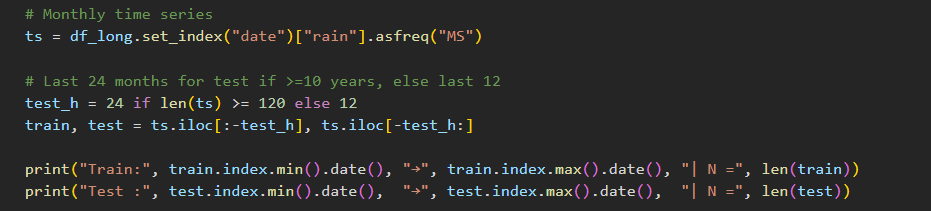 # Monthly time series
ts = df_long.set_index("date")["rain"].asfreq("MS")
# Last 24 months for test if >=10 years, else last 12
test_h = 24 if len(ts) >= 120 else 12
train, test = ts.iloc[:-test_h], ts.iloc[-test_h:]
print("Train:", train.index.min().date(), "→", train.index.max().date(), "| N =", len(train))
print("Test :", test.index.min().date(),  "→", test.index.max().date(),  "| N =", len(test))